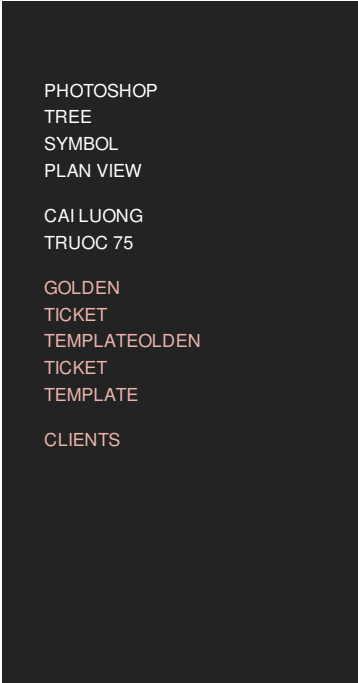 PHOTOSHOP
TREE
SYMBOL
PLAN VIEW
CAI LUONG
TRUOC 75
GOLDEN
TICKET
TEMPLATEOLDEN
TICKET
TEMPLATE
CLIENTS